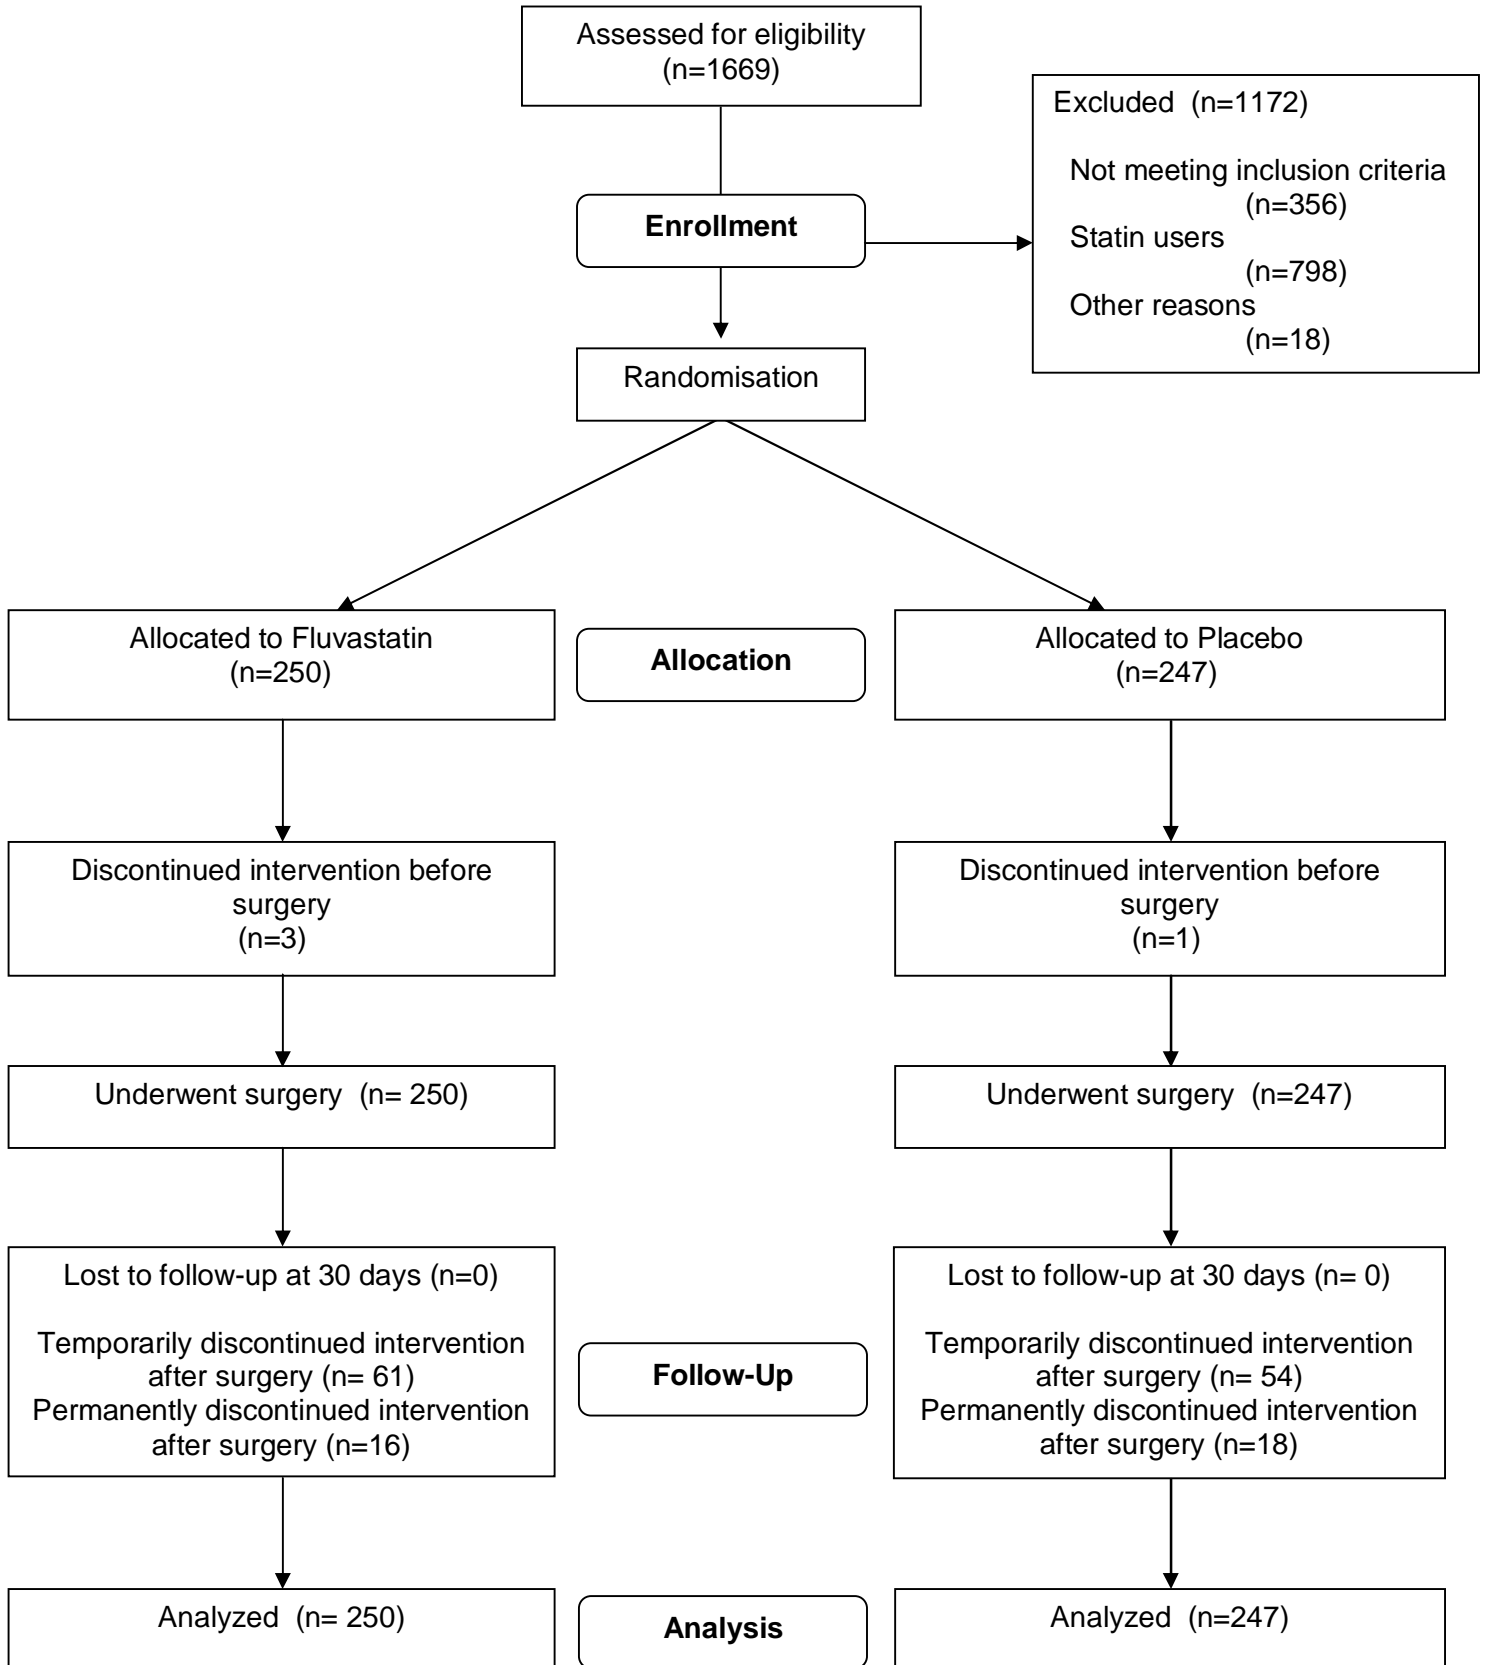 Assessed for eligibility
(n=1669)
Excluded  (n=1172)
Not meeting inclusion criteria
(n=356)
Statin users
(n=798)
Other reasons
(n=18)
Enrollment
Randomisation
Allocated to Fluvastatin
(n=250)
Allocation
Allocated to Placebo
(n=247)
Discontinued intervention before
surgery
(n=3)
Discontinued intervention before
surgery
(n=1)
Underwent surgery  (n= 250)
Underwent surgery  (n=247)
Lost to follow-up at 30 days (n=0)
Temporarily discontinued intervention
after surgery (n= 61)
Permanently discontinued intervention
after surgery (n=16)
Follow-Up
Lost to follow-up at 30 days (n= 0)
Temporarily discontinued intervention
after surgery (n= 54)
Permanently discontinued intervention
after surgery (n=18)
Analyzed  (n= 250)
Analysis
Analyzed  (n=247)